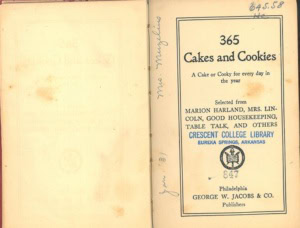 365
Cakes and Cookies
A Cake or Cooky for every day in
the year
Selected from
MARION HARLAND, MRS. LIN-
COLN, GOOD HOUSEKEEPING,
TABLE TALK, AND OTHERS
CRESCENT COLLEGE LIBRARY
EUREKA SPRINGS, ARKANSAS
Philadelphia
GEORGE W. JACOBS & CO.
Publishers